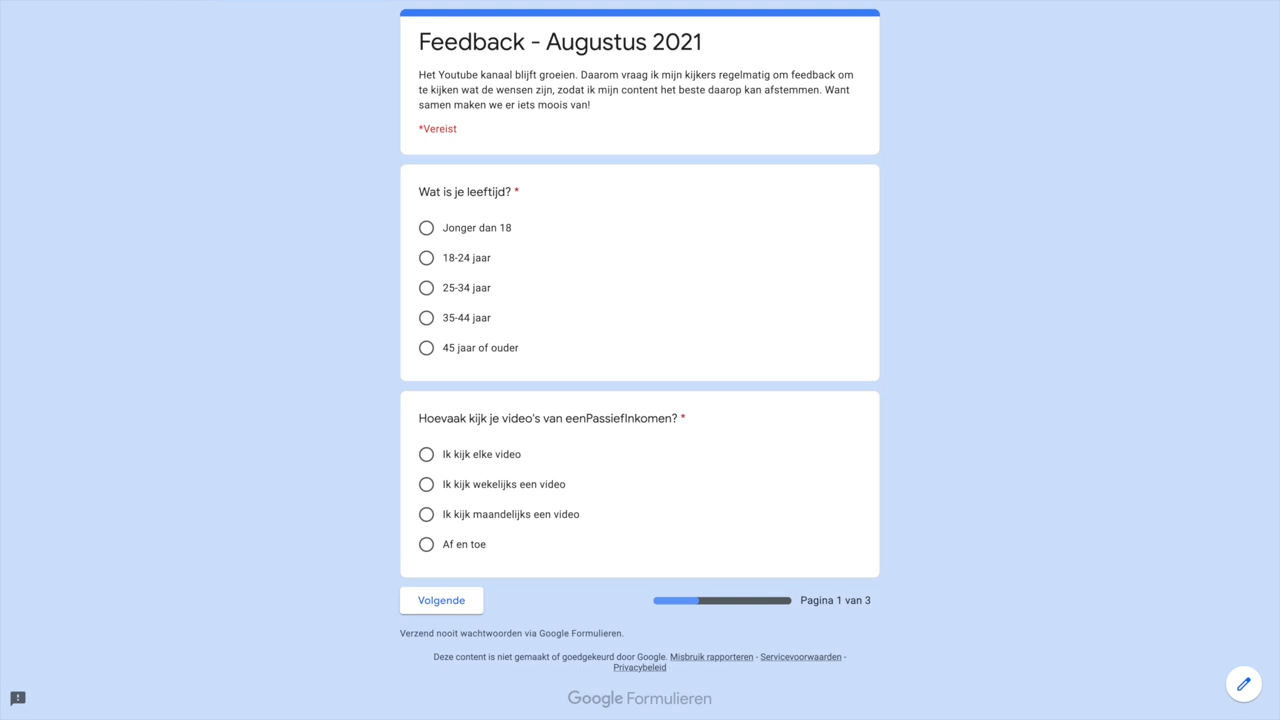 Feedback - Augustus 2021
Het Youtube kanaal blijft groeien. Daarom vraag ik mijn kijkers regelmatig om feedback om
te kijken wat de wensen zijn, zodat ik mijn content het beste daarop kan afstemmen. Want
samen maken we er iets moois van!
*Vereist
Wat is je leeftijd? *
Jonger dan 18
18-24 jaar
25-34 jaar
35-44 jaar
45 jaar of ouder
Hoevaak kijk je video's van eenPassiefInkomen? *
Ik kijk elke video
Ik kijk wekelijks een video
Ik kijk maandelijks een video
Af en toe
Volgende
Pagina 1 van 3
Verzend nooit wachtwoorden via Google Formulieren.
Deze content is niet gemaakt of goedgekeurd door Google. Misbruik rapporteren - Servicevoorwaarden -
Privacybeleid
Google Formulieren